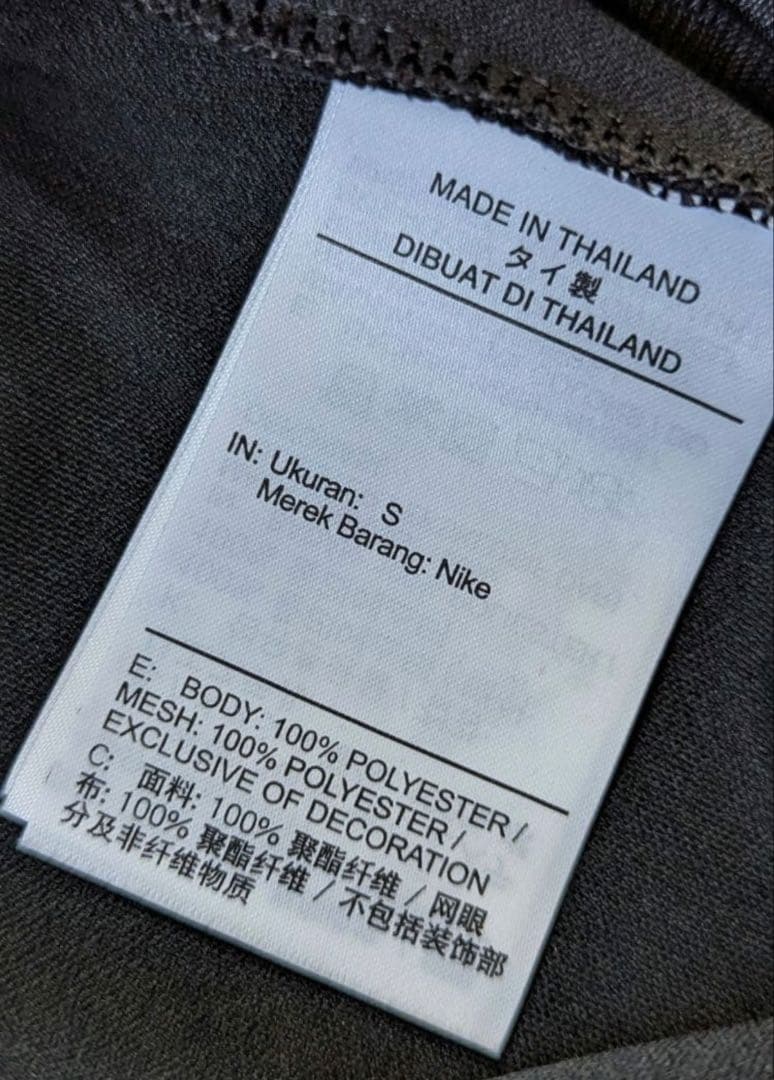 MADE IN THAILAND
タイ製
DIBUAT DI THAILAND
IN: Ukuran: S
Merek Barang: Nike
E: BODY: 100% POLYESTER /
MESH: 100% POLYESTER /
EXCLUSIVE OF DECORATION
C: 面料: 100% 聚酯纤维 / 网眼
布: 100% 聚酯纤维 / 不包括装饰部
分及非纤维物质